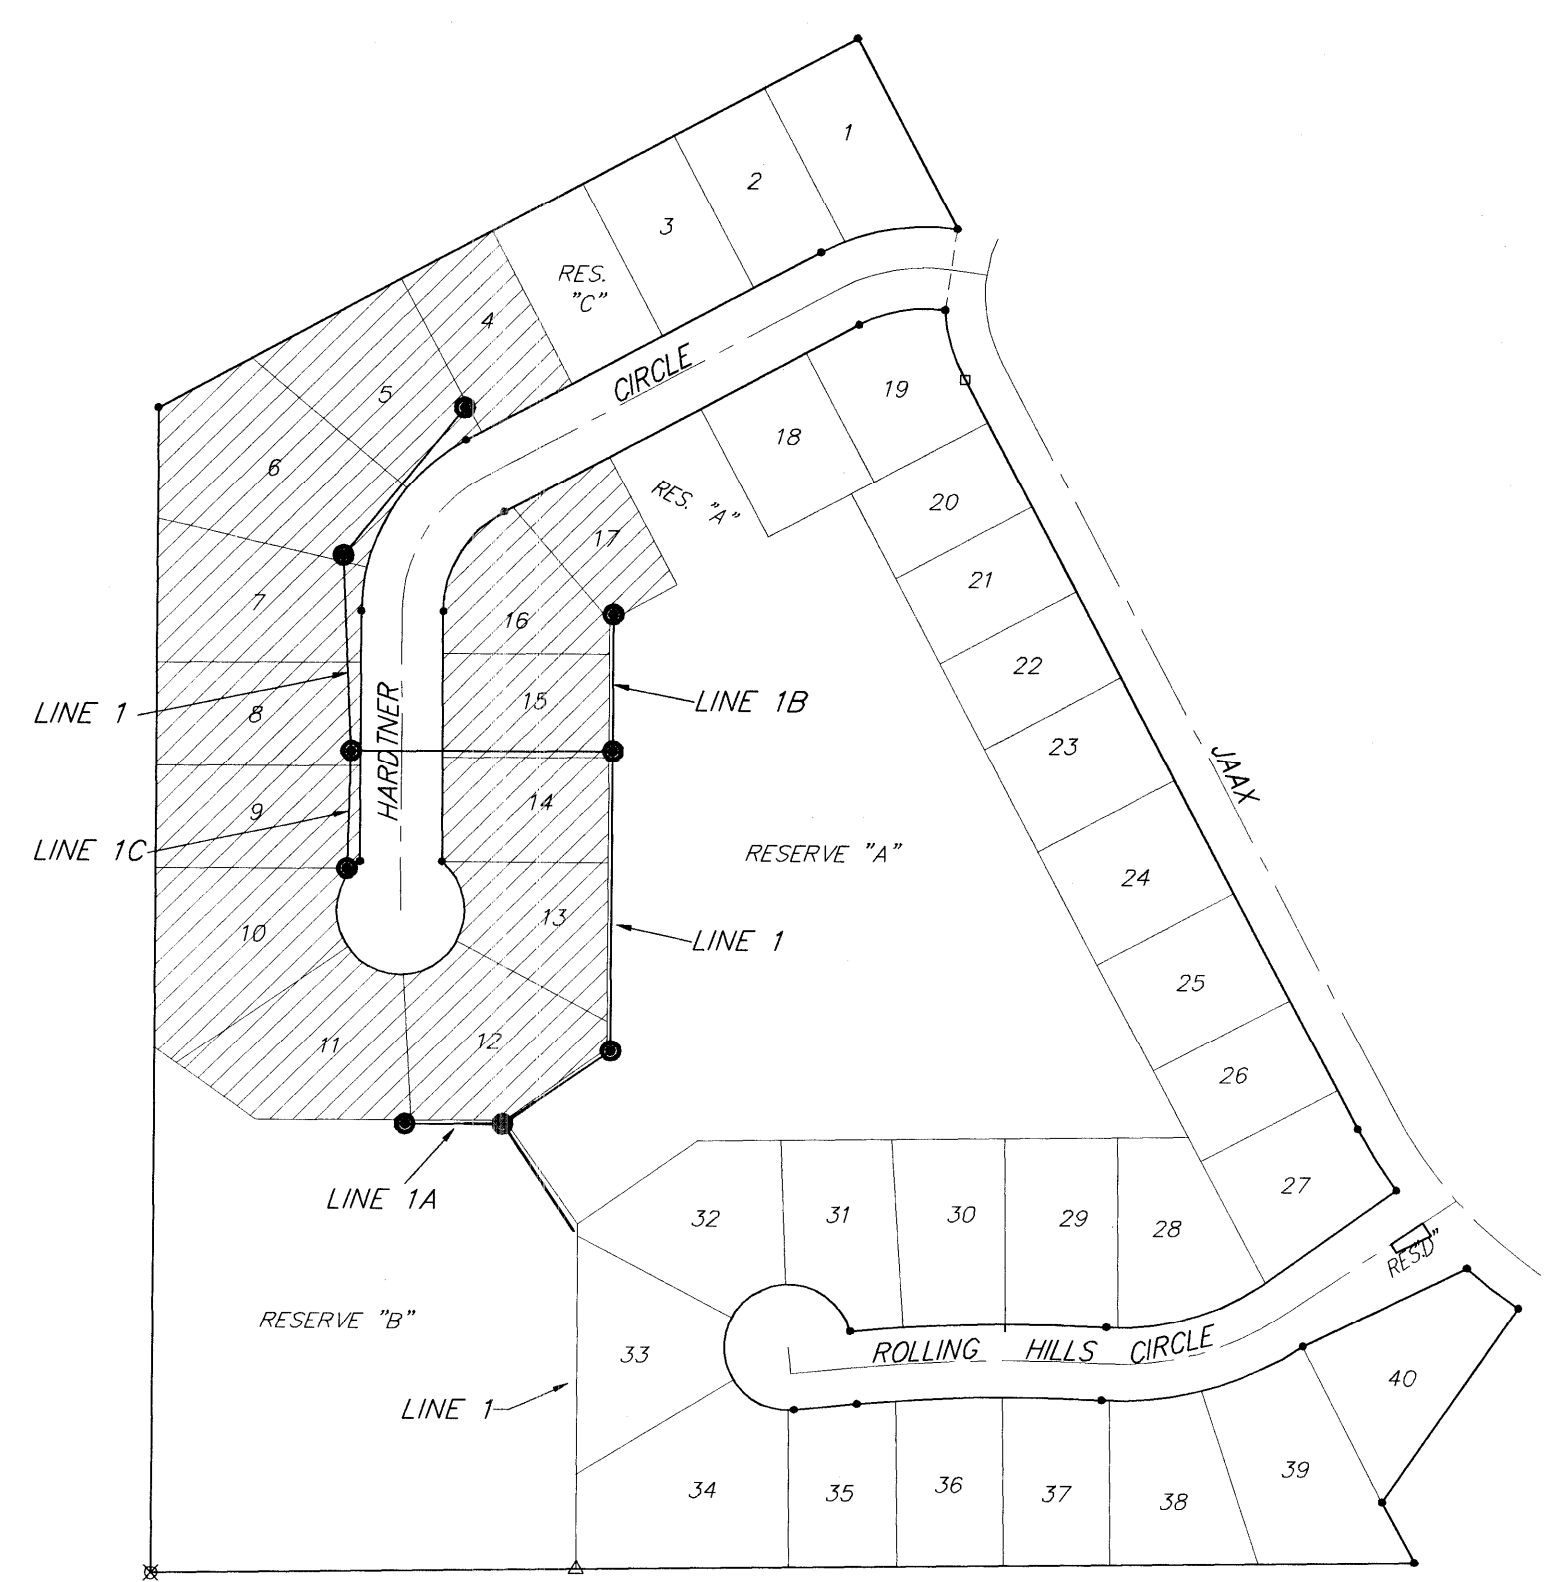 1
2
3
RES.
"C"
4
CIRCLE
5
19
18
6
RES. "A"
20
17
21
7
16
22
LINE 1
8
15
LINE 1B
HARDTNER
23
JAAX
9
14
LINE 1C
RESERVE "A"
24
10
13
LINE 1
25
11
12
26
LINE 1A
27
32
31
30
29
28
RES."D"
RESERVE "B"
33
ROLLING HILLS CIRCLE
40
LINE 1
39
34
35
36
37
38